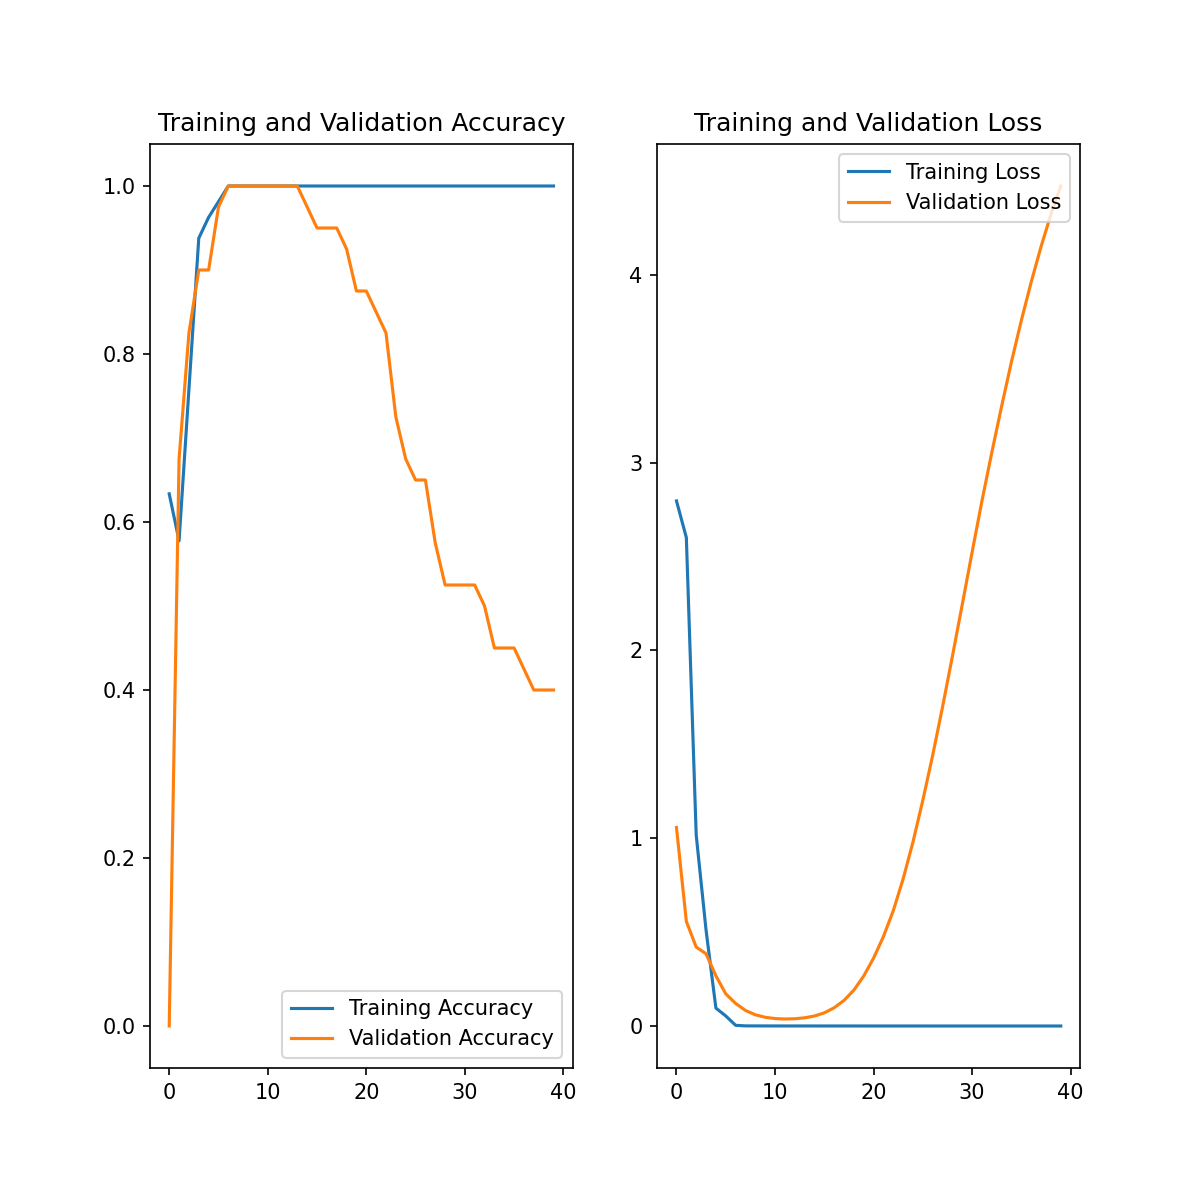 Training and Validation Accuracy
1.0
0.8
0.6
0.4
0.2
0.0
Training Accuracy
Validation Accuracy
0 10 20 30 40
Training and Validation Loss
Training Loss
Validation Loss
4
3
2
1
0
0 10 20 30 40